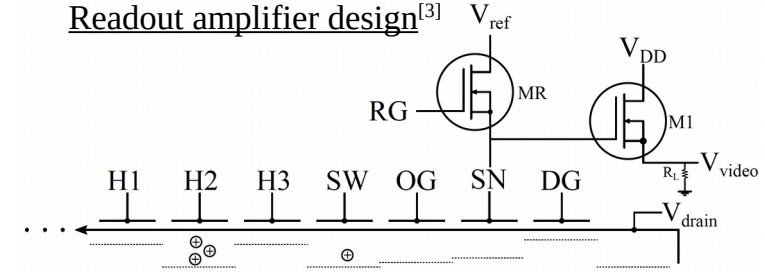 Readout amplifier design[3]
Vref
VDD
MR
RG
M1
Vvideo
RL
H1 H2 H3 SW OG SN DG
Vdrain